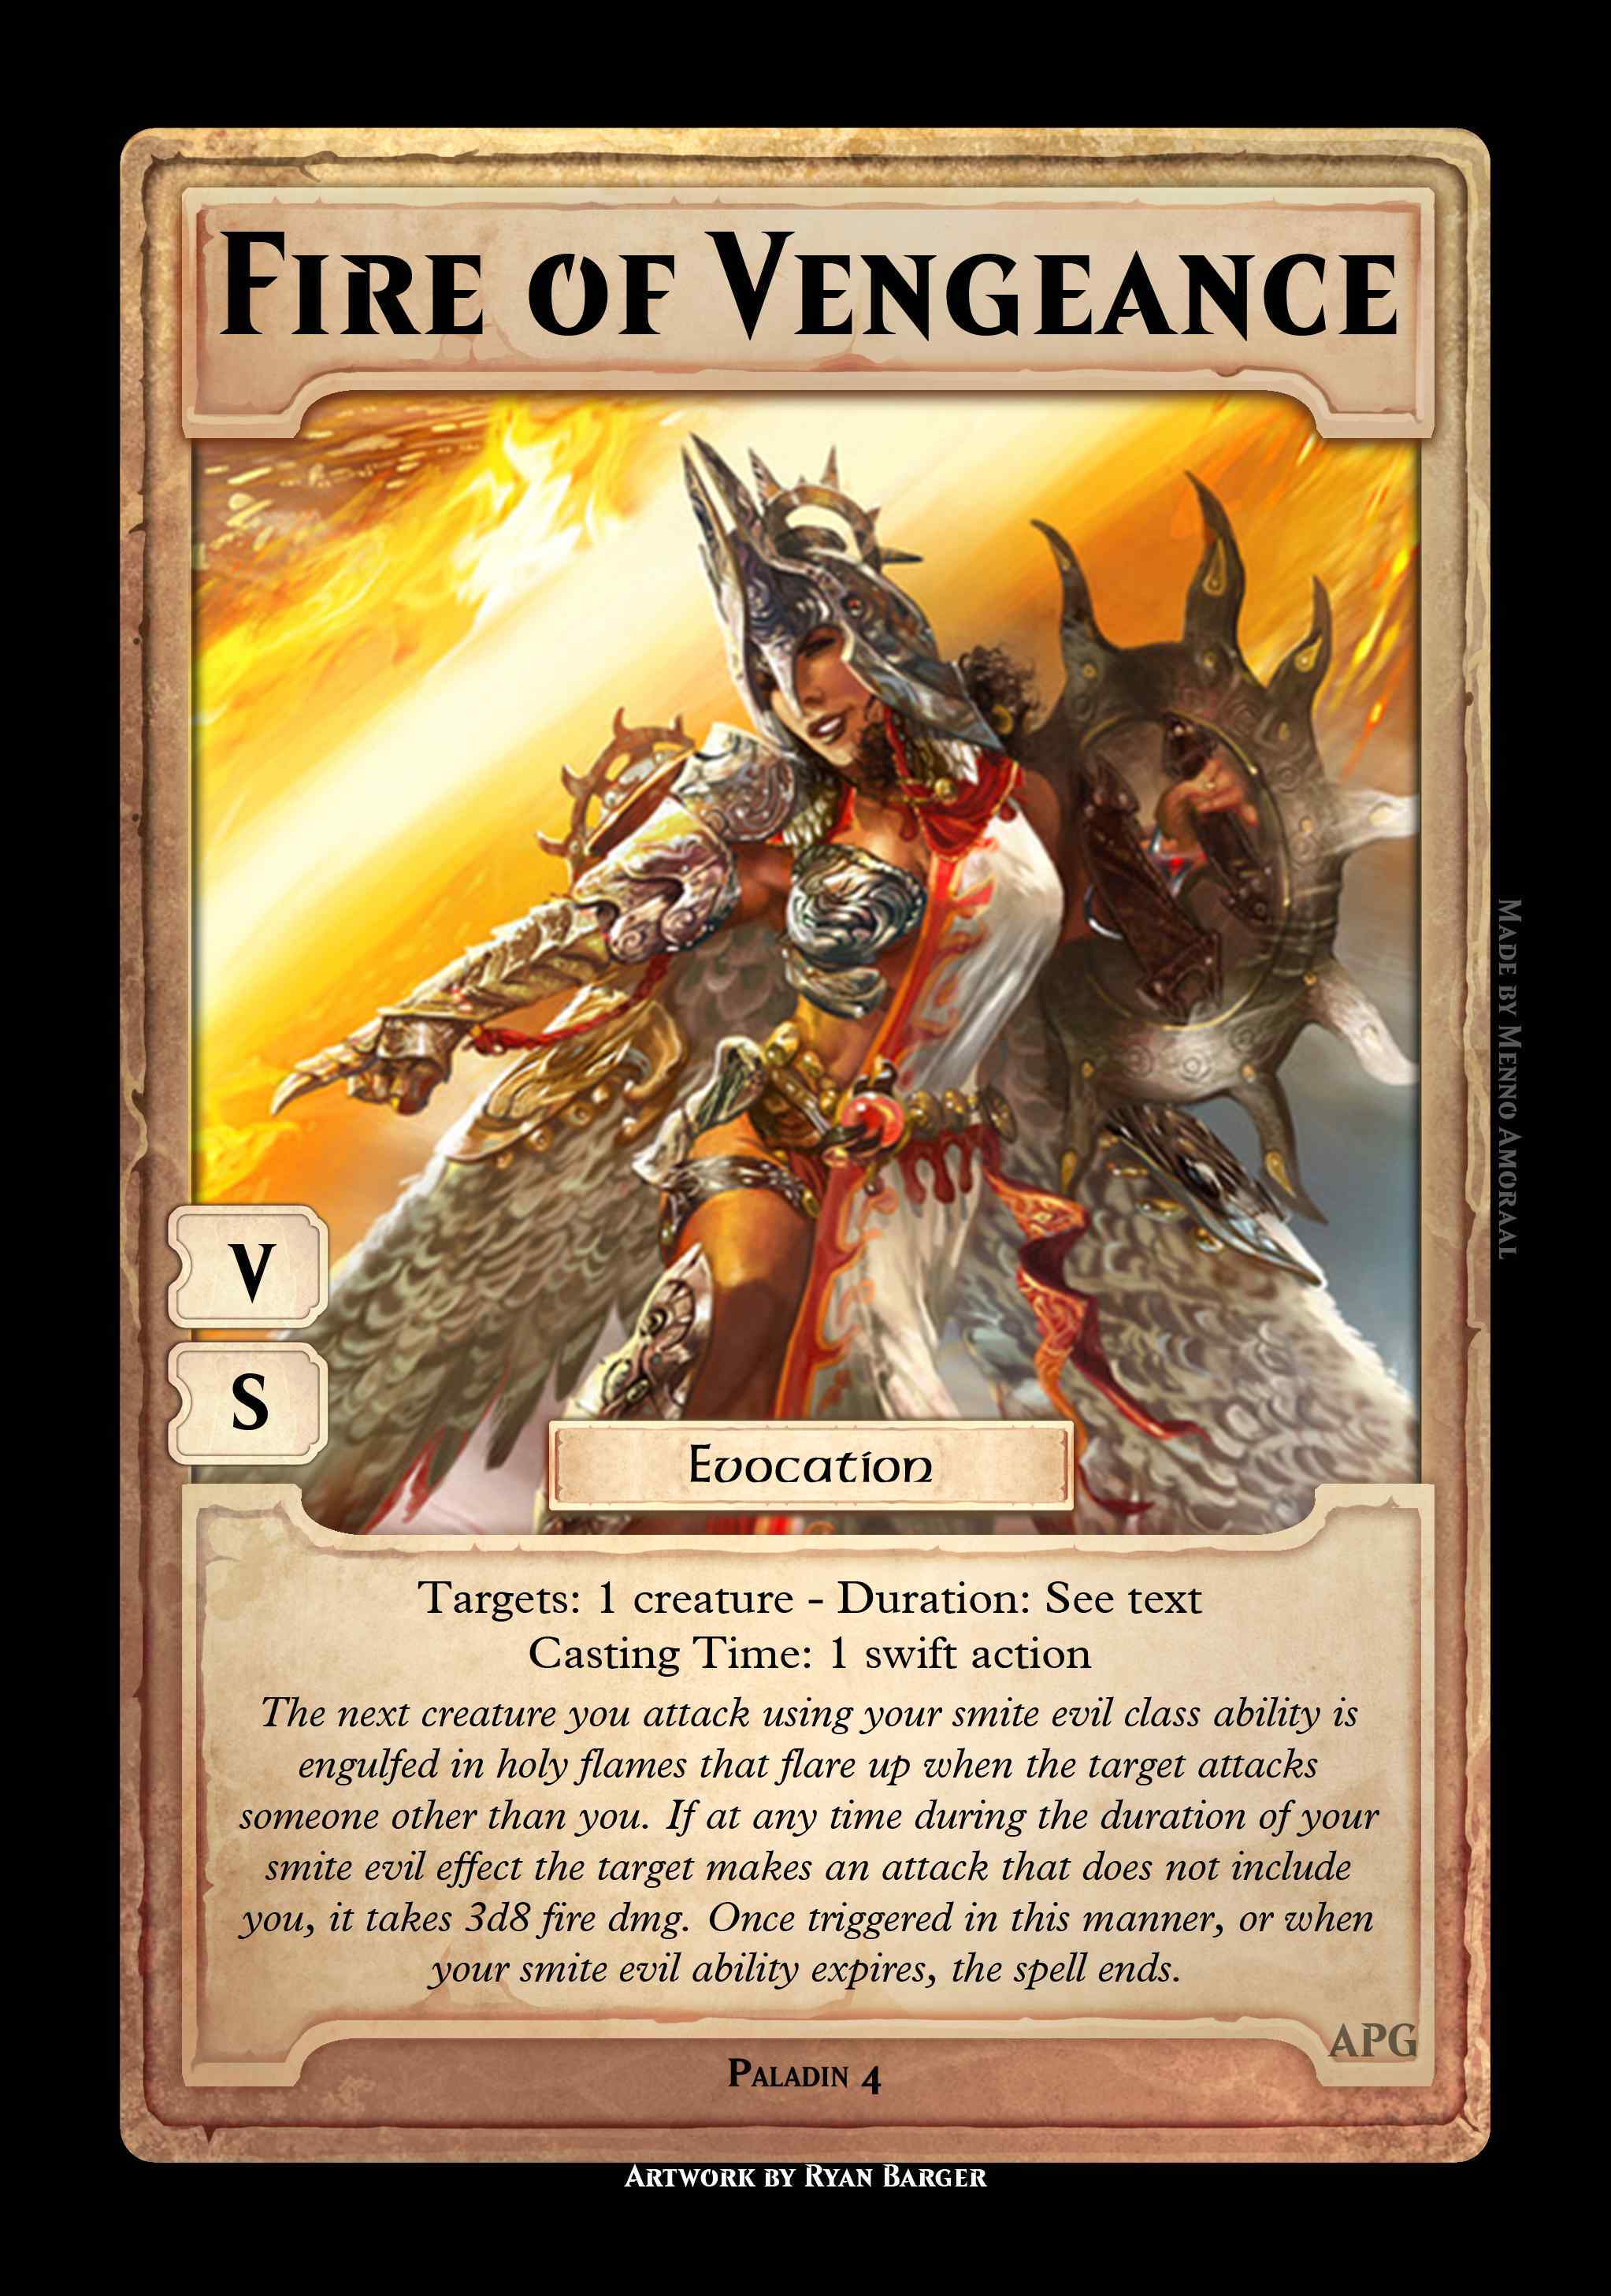 Fire of Vengeance
V
S
Evocation
Targets: 1 creature - Duration: See text
Casting Time: 1 swift action
The next creature you attack using your smite evil class ability is
engulfed in holy flames that flare up when the target attacks
someone other than you. If at any time during the duration of your
smite evil effect the target makes an attack that does not include
you, it takes 3d8 fire dmg. Once triggered in this manner, or when
your smite evil ability expires, the spell ends.
APG
Paladin 4
Artwork by Ryan Barger
Made by Menno Amoraal